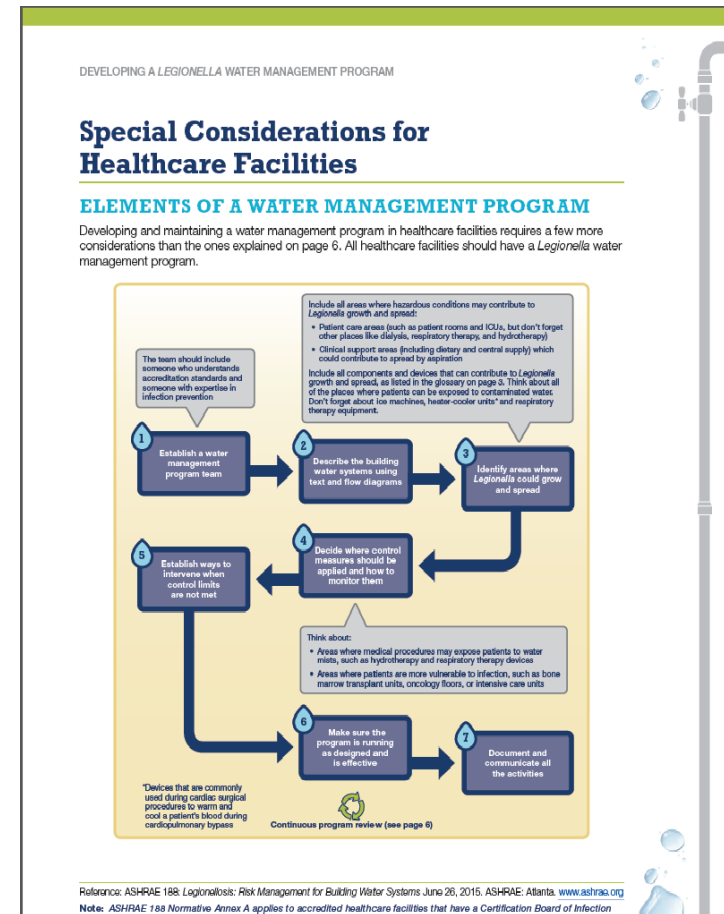 DEVELOPING A LEGIONELLA WATER MANAGEMENT PROGRAM
Special Considerations for
Healthcare Facilities
ELEMENTS OF A WATER MANAGEMENT PROGRAM
Developing and maintaining a water management program in healthcare facilities requires a few more
considerations than the ones explained on page 6. All healthcare facilities should have a Legionella water
management program.
The team should include
someone who understands
accreditation standards and
someone with expertise in
infection prevention
Include all areas where hazardous conditions may contribute to
Legionella growth and spread:
• Patient care areas (such as patient rooms and ICUs, but don't forget
other places like dialysis, respiratory therapy, and hydrotherapy)
• Clinical support areas (including dietary and central supply) which
could contribute to spread by aspiration
Include all components and devices that can contribute to Legionella
growth and spread, as listed in the glossary on page 3. Think about all
of the places where patients can be exposed to contaminated water.
Don't forget about ice machines, heater-cooler units* and respiratory
therapy equipment.
1
Establish a water
management
program team
2
Describe the building
water systems using
text and flow diagrams
3
Identify areas where
Legionella could grow
and spread
4
Decide where control
measures should be
applied and how to
monitor them
5
Establish ways to
intervene when
control limits
are not met
Think about:
• Areas where medical procedures may expose patients to water
mists, such as hydrotherapy and respiratory therapy devices
• Areas where patients are more vulnerable to infection, such as bone
marrow transplant units, oncology floors, or intensive care units
6
Make sure the
program is running
as designed and
is effective
7
Document and
communicate all
the activities
*Devices that are commonly
used during cardiac surgical
procedures to warm and
cool a patient's blood during
cardiopulmonary bypass
Continuous program review (see page 6)
Reference: ASHRAE 188: Legionellosis: Risk Management for Building Water Systems June 26, 2015. ASHRAE: Atlanta. www.ashrae.org
Note: ASHRAE 188 Normative Annex A applies to accredited healthcare facilities that have a Certification Board of Infection